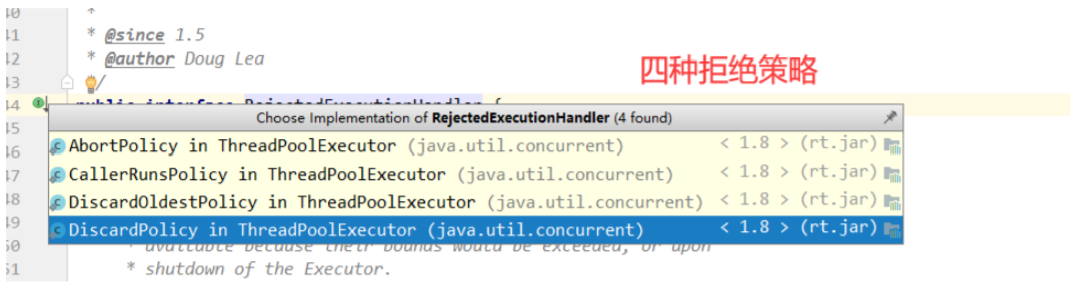 40 *
41 * @since 1.5
42 * @author Doug Lea
四种拒绝策略
43 */
44 public interface RejectedExecutionHandler {
Choose Implementation of RejectedExecutionHandler (4 found)
45
46 AbortPolicy in ThreadPoolExecutor (java.util.concurrent) < 1.8 > (rt.jar)
47 CallerRunsPolicy in ThreadPoolExecutor (java.util.concurrent) < 1.8 > (rt.jar)
48 DiscardOldestPolicy in ThreadPoolExecutor (java.util.concurrent) < 1.8 > (rt.jar)
49 DiscardPolicy in ThreadPoolExecutor (java.util.concurrent) < 1.8 > (rt.jar)
50 * available because their bounds would be exceeded, or upon
51 * shutdown of the Executor.